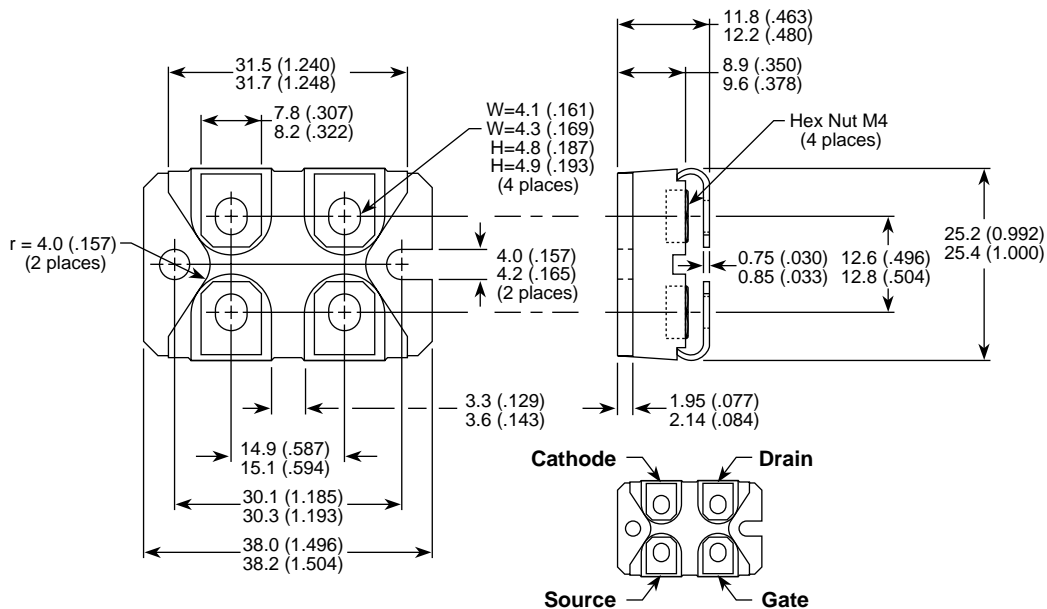 11.8 (.463)
12.2 (.480)
31.5 (1.240)
31.7 (1.248)
8.9 (.350)
9.6 (.378)
7.8 (.307)
8.2 (.322)
W=4.1 (.161)
W=4.3 (.169)
H=4.8 (.187)
H=4.9 (.193)
(4 places)
Hex Nut M4
(4 places)
r = 4.0 (.157)
(2 places)
4.0 (.157)
4.2 (.165)
(2 places)
0.75 (.030)
0.85 (.033)
12.6 (.496)
12.8 (.504)
25.2 (0.992)
25.4 (1.000)
3.3 (.129)
3.6 (.143)
1.95 (.077)
2.14 (.084)
14.9 (.587)
15.1 (.594)
30.1 (1.185)
30.3 (1.193)
38.0 (1.496)
38.2 (1.504)
Cathode
Drain
Source
Gate